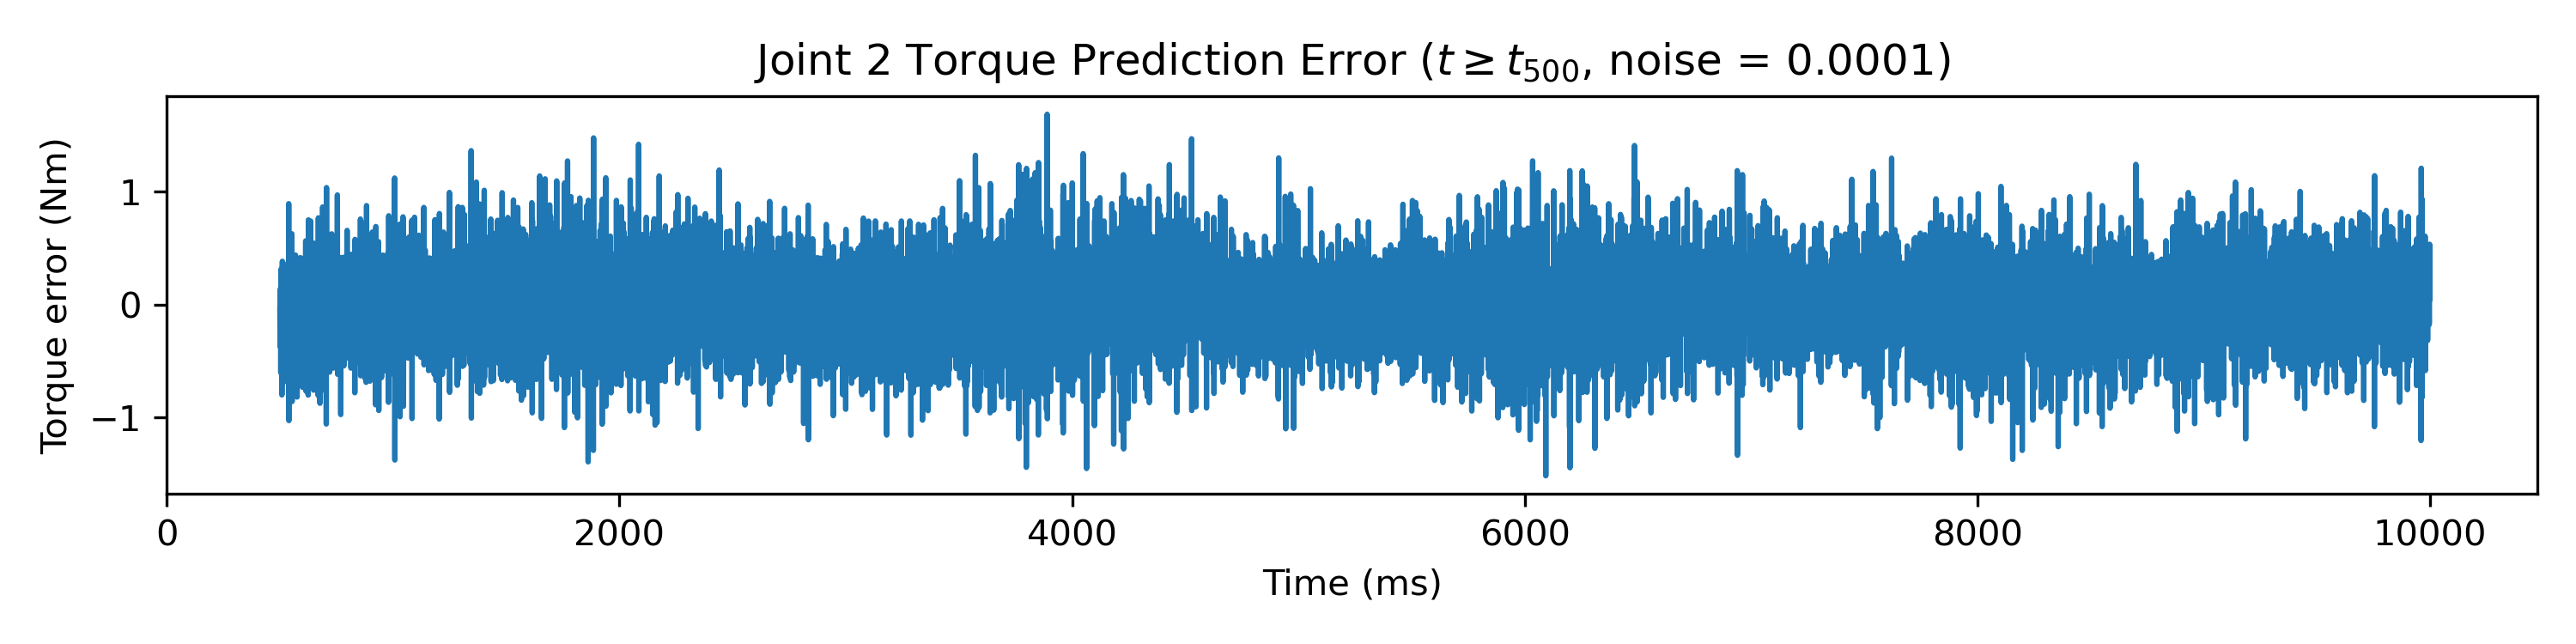 Joint 2 Torque Prediction Error (t ≥ t₅₀₀, noise = 0.0001)
Torque error (Nm)
1
0
−1
0 2000 4000 6000 8000 10000
Time (ms)